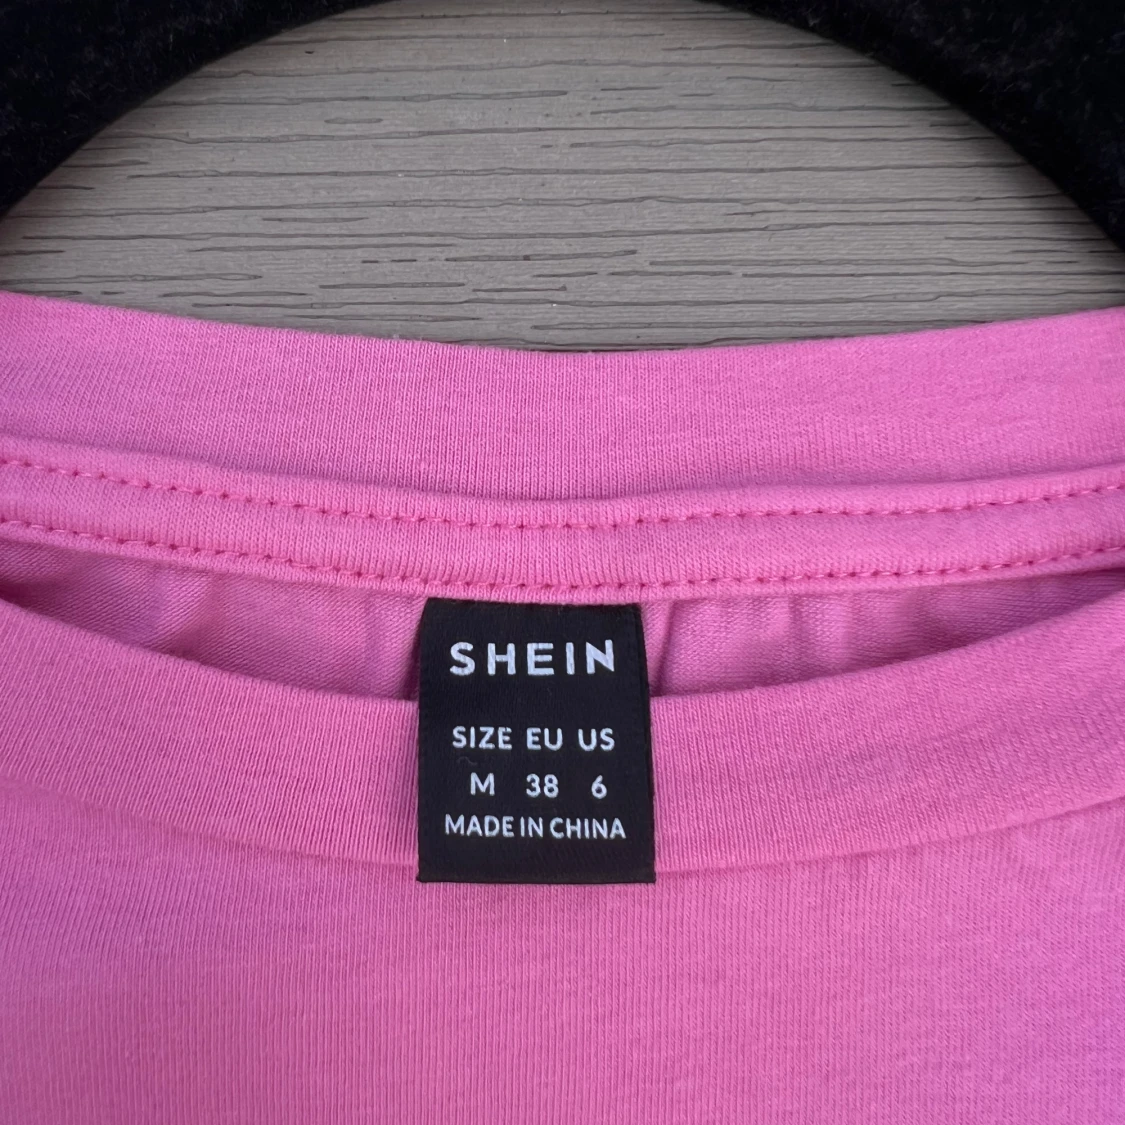 SHEIN
SIZE EU US
M 38 6
MADE IN CHINA